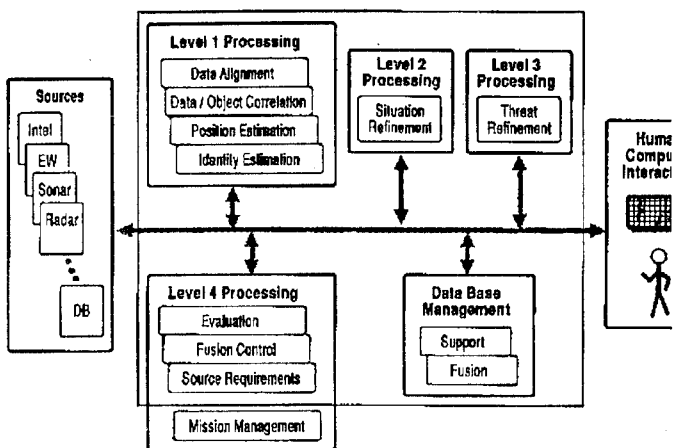 Sources
Intel
EW
Sonar
Radar
DB
Level 1 Processing
Data Alignment
Data / Object Correlation
Position Estimation
Identity Estimation
Level 2
Processing
Situation
Refinement
Level 3
Processing
Threat
Refinement
Level 4 Processing
Evaluation
Fusion Control
Source Requirements
Mission Management
Data Base
Management
Support
Fusion